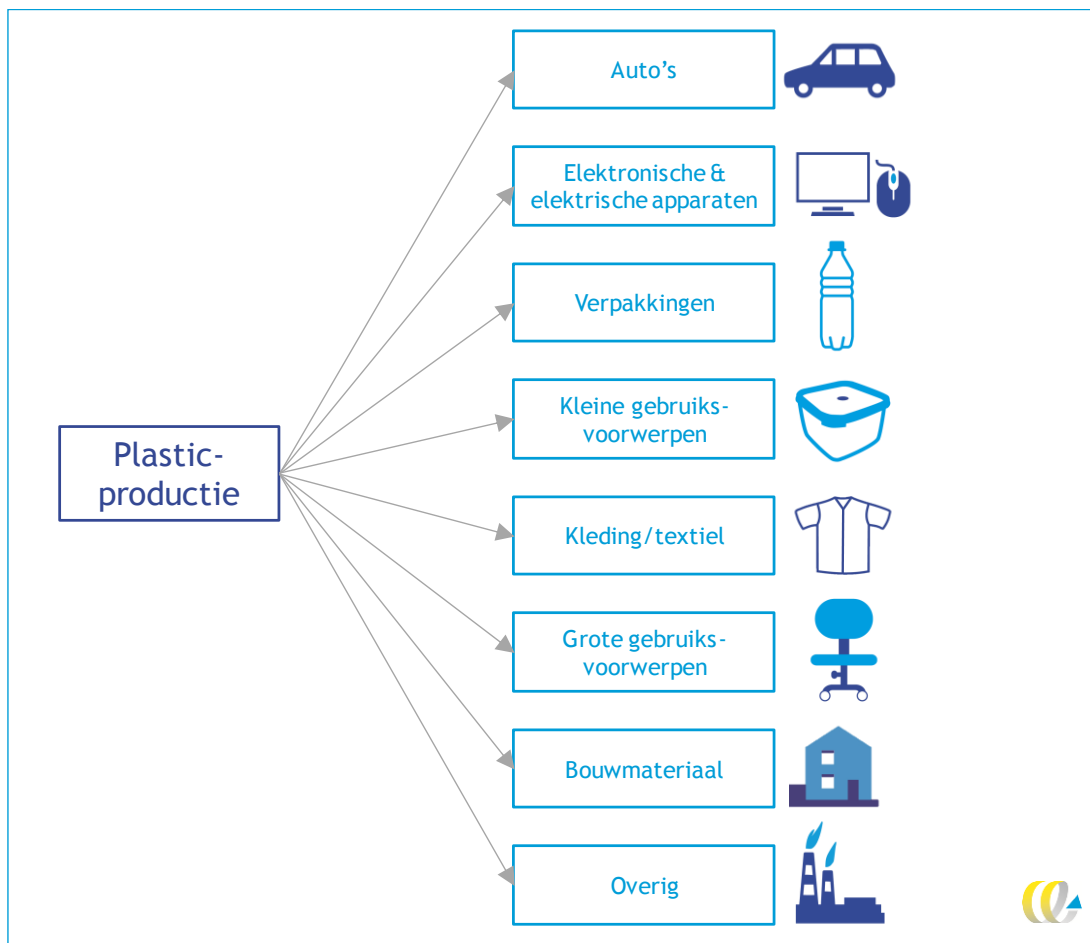 Auto's
Elektronische &
elektrische apparaten
Verpakkingen
Kleine gebruiks-
voorwerpen
Plastic-
productie
Kleding/textiel
Grote gebruiks-
voorwerpen
Bouwmateriaal
Overig